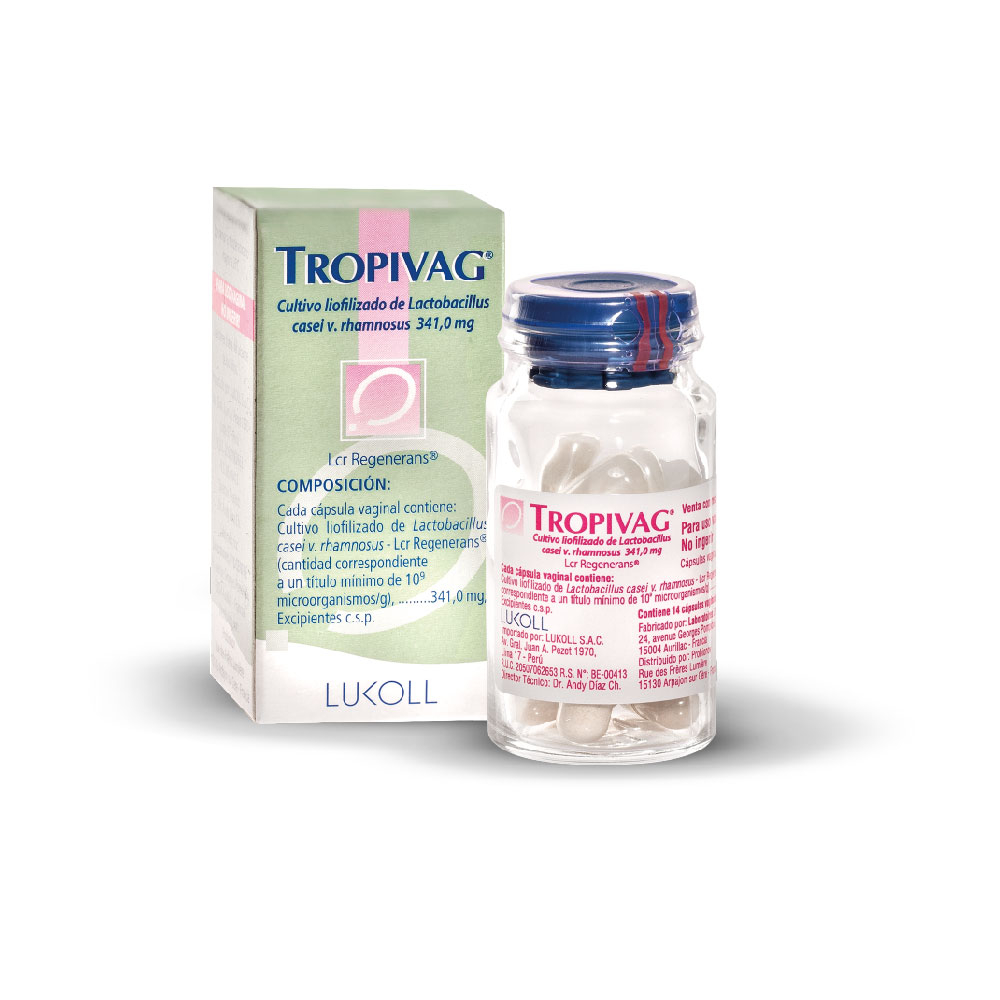 TROPIVAG®
Cultivo liofilizado de Lactobacillus
casei v. rhamnosus 341,0 mg
Lcr Regenerans®
COMPOSICIÓN:
Cada cápsula vaginal contiene:
Cultivo liofilizado de Lactobacillus
casei v. rhamnosus - Lcr Regenerans®
(cantidad correspondiente
a un título mínimo de 10⁹
microorganismos/g), .........341,0 mg,
Excipientes c.s.p.
LUKOLL
TROPIVAG®
Cultivo liofilizado de Lactobacillus
casei v. rhamnosus 341,0 mg
Lcr Regenerans®
Cada cápsula vaginal contiene:
Cultivo liofilizado de Lactobacillus casei v. rhamnosus - Lcr
correspondiente a un título mínimo de 10⁹ microorganismos/g)
Excipientes c.s.p.
LUKOLL
Importado por: LUKOLL S.A.C.
Av. Gral. Juan A. Pezet 1970,
Lima 17 - Perú
R.U.C. 20507062653 R.S. N°: BE-00413
Director Técnico: Dr. Andy Díaz Ch.
Venta con
Para uso
No ingerir
Cápsulas
Contiene 14 cápsulas
Fabricado por:
24, avenue Georges
15004 Aurillac - Francia
Distribuido por:
Rue des Frères Lumière
15130 Arpajon sur Cère -